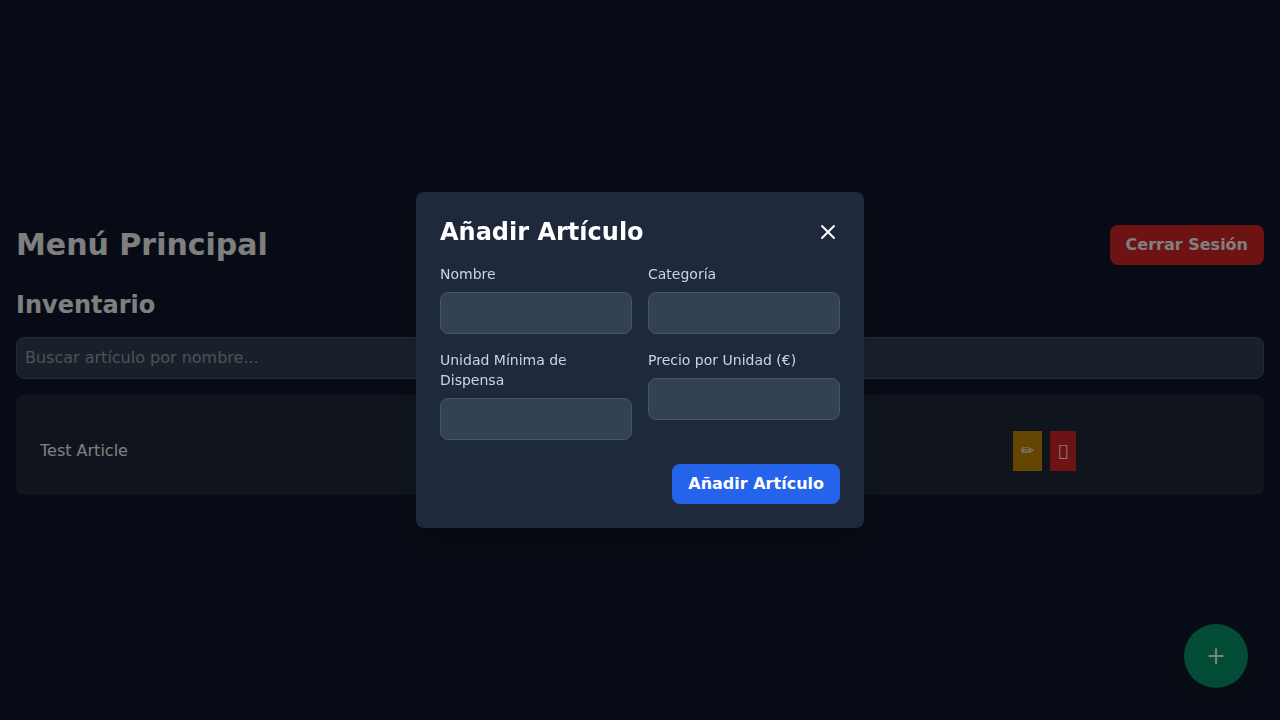 Añadir Artículo
Menú Principal
Cerrar Sesión
Nombre
Categoría
Inventario
Buscar artículo por nombre...
Unidad Mínima de
Dispensa
Precio por Unidad (€)
Test Article
Añadir Artículo